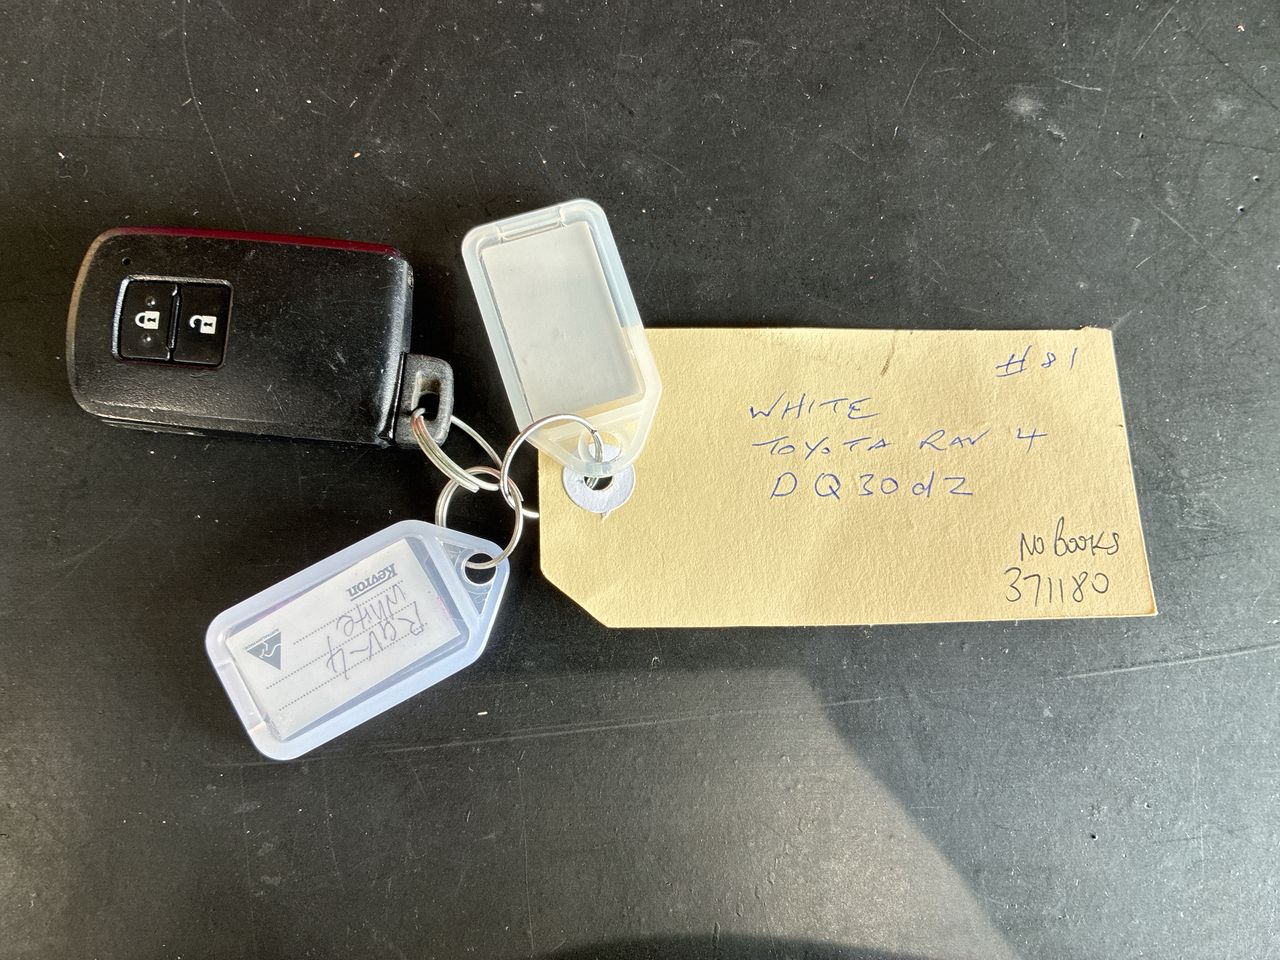 #81
WHITE
TOYOTA RAV 4
DQ30dz
No Books
371180
Kevron
WHITE
RAV-4